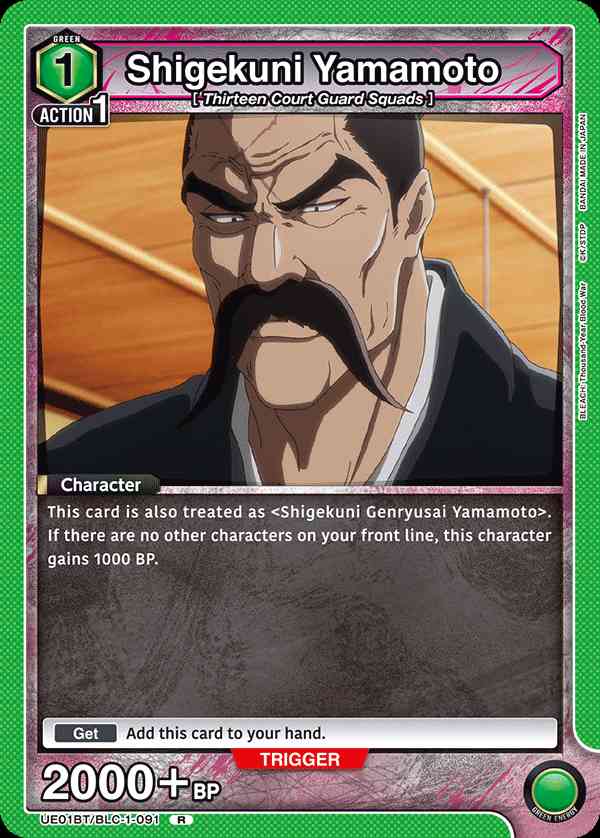 GREEN
1
Shigekuni Yamamoto
[ Thirteen Court Guard Squads ]
ACTION 1
BLEACH: Thousand-Year Blood War ©K/STDP BANDAI MADE IN JAPAN
Character
This card is also treated as <Shigekuni Genryusai Yamamoto>.
If there are no other characters on your front line, this character
gains 1000 BP.
Get Add this card to your hand.
TRIGGER
2000+ BP
GREEN ENERGY
UE01BT/BLC-1-091 R